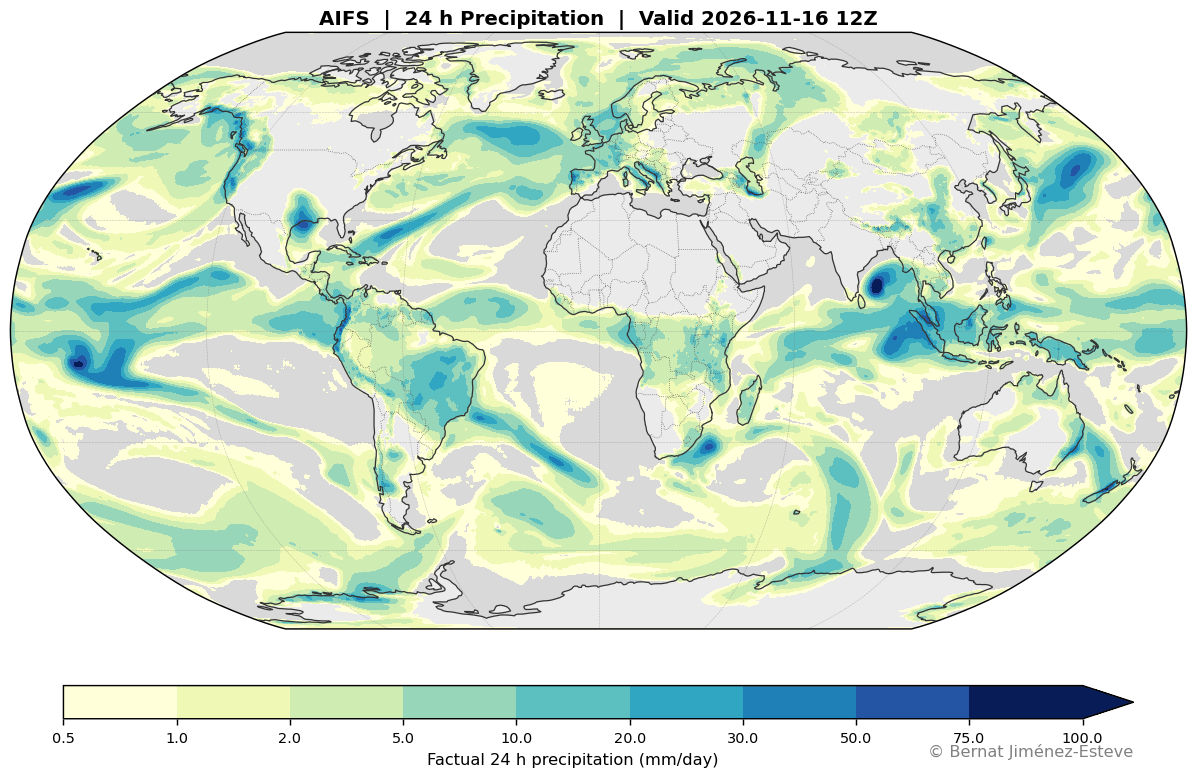 AIFS | 24 h Precipitation | Valid 2026-11-16 12Z
0.5 1.0 2.0 5.0 10.0 20.0 30.0 50.0 75.0 100.0
Factual 24 h precipitation (mm/day)
© Bernat Jiménez-Esteve